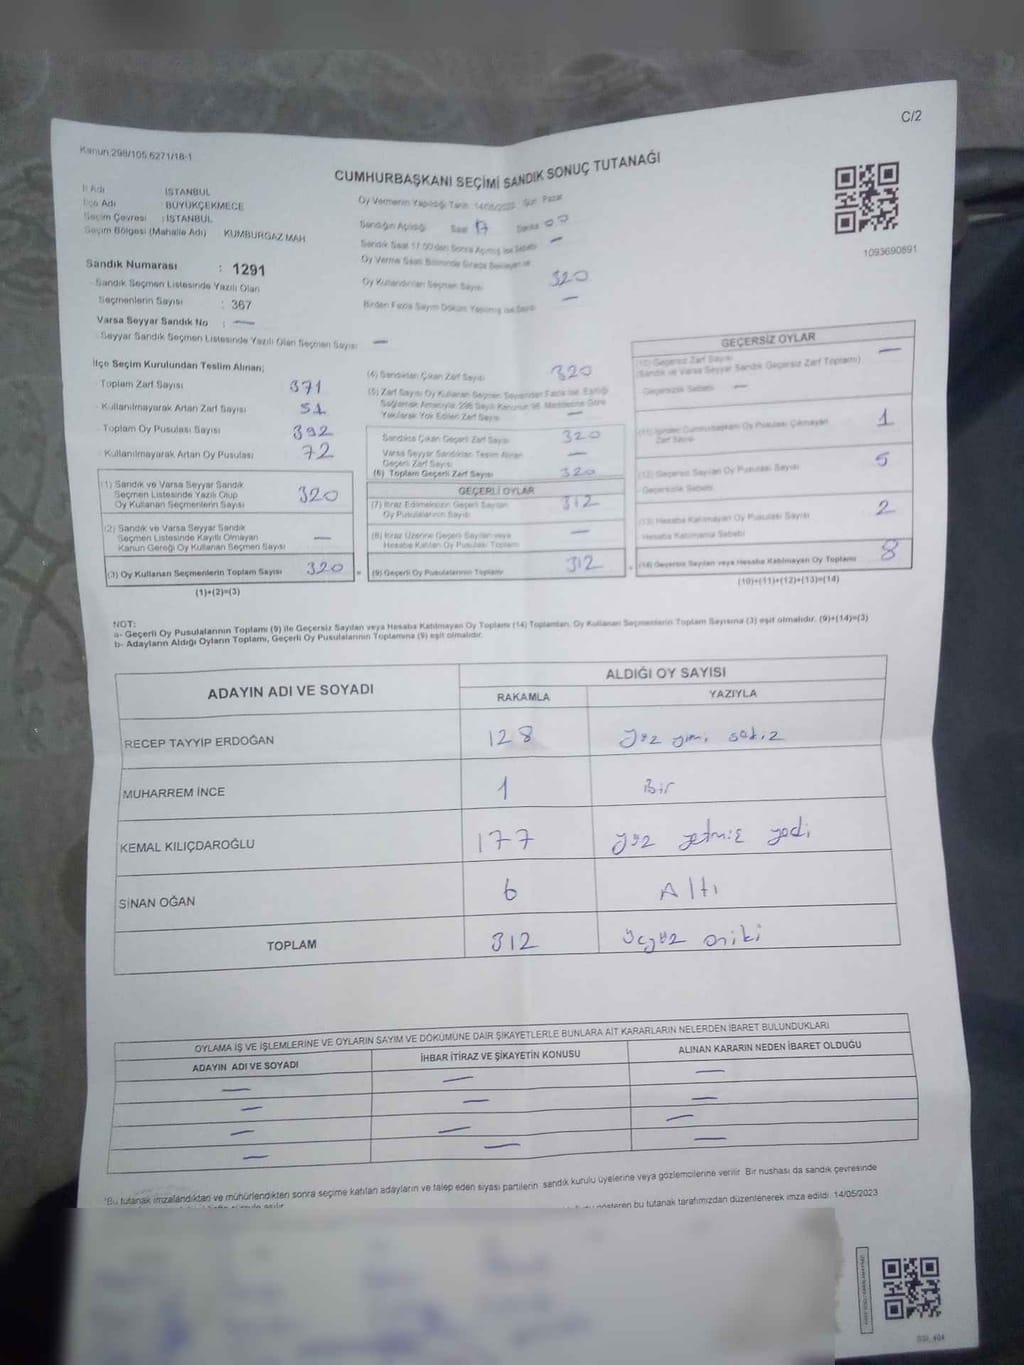 C/2
Kanun:298/105.6271/18-1
CUMHURBAŞKANI SEÇİMİ SANDIK SONUÇ TUTANAĞI
İl Adı : İSTANBUL
İlçe Adı : BÜYÜKÇEKMECE
Seçim Çevresi : İSTANBUL
Seçim Bölgesi (Mahalle Adı) KUMBURGAZ MAH
Sandık Numarası : 1291
Sandık Seçmen Listesinde Yazılı Olan
Seçmenlerin Sayısı : 367
Varsa Seyyar Sandık No : —
Seyyar Sandık Seçmen Listesinde Yazılı Olan Seçmen Sayısı —
Oy Vermenin Yapıldığı Tarih: 14/05/2023 Gün: Pazar
Sandığın Açıldığı Saat 17 Dakika
Sandık Saat 17.00'den Sonra Açılmış ise Sebebi —
Oy Verme Saati Bitiminde Sırada Bekleyen ve
Oy Kullandırılan Seçmen Sayısı 320
Birden Fazla Sayım Döküm Yapılmış ise Sayısı —
1093690891
İlçe Seçim Kurulundan Teslim Alınan;
Toplam Zarf Sayısı 371
Kullanılmayarak Artan Zarf Sayısı 51
Toplam Oy Pusulası Sayısı 392
Kullanılmayarak Artan Oy Pusulası 72
(1) Sandık ve Varsa Seyyar Sandık
Seçmen Listesinde Yazılı Olup
Oy Kullanan Seçmenlerin Sayısı 320
(2) Sandık ve Varsa Seyyar Sandık
Seçmen Listesinde Kayıtlı Olmayan
Kanun Gereği Oy Kullanan Seçmen Sayısı —
(3) Oy Kullanan Seçmenlerin Toplam Sayısı 320
(1)+(2)=(3)
(4) Sandıktan Çıkan Zarf Sayısı 320
(5) Zarf Sayısı Oy Kullanan Seçmen Sayısından Fazla ise, Eşitliği
Sağlamak Amacıyla; 298 Sayılı Kanunun 98. Maddesine Göre
Yakılarak Yok Edilen Zarf Sayısı —
Sandıkta Çıkan Geçerli Zarf Sayısı 320
Varsa Seyyar Sandıktan Teslim Alınan
Geçerli Zarf Sayısı —
(6) Toplam Geçerli Zarf Sayısı 320
GEÇERLİ OYLAR
(7) İtiraz Edilmeksizin Geçerli Sayılan
Oy Pusulalarının Sayısı 312
(8) İtiraz Üzerine Geçerli Sayılan veya
Hesaba Katılan Oy Pusulası Toplamı —
(9) Geçerli Oy Pusulalarının Toplamı 312
GEÇERSİZ OYLAR
(10) Geçersiz Zarf Sayısı
(Sandık ve Varsa Seyyar Sandık Geçersiz Zarf Toplamı) —
Geçersizlik Sebebi —
(11) İçinden Cumhurbaşkanı Oy Pusulası Çıkmayan
Zarf Sayısı 1
(12) Geçersiz Sayılan Oy Pusulası Sayısı 5
Geçersizlik Sebebi
(13) Hesaba Katılmayan Oy Pusulası Sayısı 2
Hesaba Katılmama Sebebi
(14) Geçersiz Sayılan veya Hesaba Katılmayan Oy Toplamı 8
(10)+(11)+(12)+(13)=(14)
NOT:
a- Geçerli Oy Pusulalarının Toplamı (9) ile Geçersiz Sayılan veya Hesaba Katılmayan Oy Toplamı (14) Toplamları, Oy Kullanan Seçmenlerin Toplam Sayısına (3) eşit olmalıdır. (9)+(14)=(3)
b- Adayların Aldığı Oyların Toplamı, Geçerli Oy Pusulalarının Toplamına (9) eşit olmalıdır.
ADAYIN ADI VE SOYADI ALDIĞI OY SAYISI
RAKAMLA YAZIYLA
RECEP TAYYİP ERDOĞAN 128 yüz yirmi sekiz
MUHARREM İNCE 1 Bir
KEMAL KILIÇDAROĞLU 177 yüz yetmiş yedi
SİNAN OĞAN 6 Altı
TOPLAM 312 üçyüz oniki
OYLAMA İŞ VE İŞLEMLERİNE VE OYLARIN SAYIM VE DÖKÜMÜNE DAİR ŞİKAYETLERLE BUNLARA AİT KARARLARIN NELERDEN İBARET BULUNDUKLARI
ADAYIN ADI VE SOYADI İHBAR İTİRAZ VE ŞİKAYETİN KONUSU ALINAN KARARIN NEDEN İBARET OLDUĞU
— — —
— — —
— — —
— — —
*Bu tutanak imzalandıktan ve mühürlendikten sonra seçime katılan adayların ve talep eden siyasi partilerin sandık kurulu üyelerine veya gözlemcilerine verilir. Bir nushası da sandık çevresinde
gösteren bu tutanak tarafımızdan düzenlenerek imza edildi. 14/05/2023